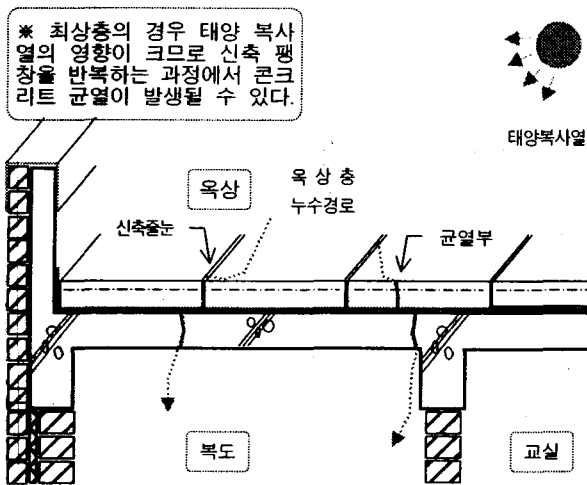 ※ 최상층의 경우 태양 복사
열의 영향이 크므로 신축 팽
창을 반복하는 과정에서 콘크
리트 균열이 발생될 수 있다.
태양복사열
옥상
옥 상 층
누수경로
신축줄눈
균열부
복도
교실